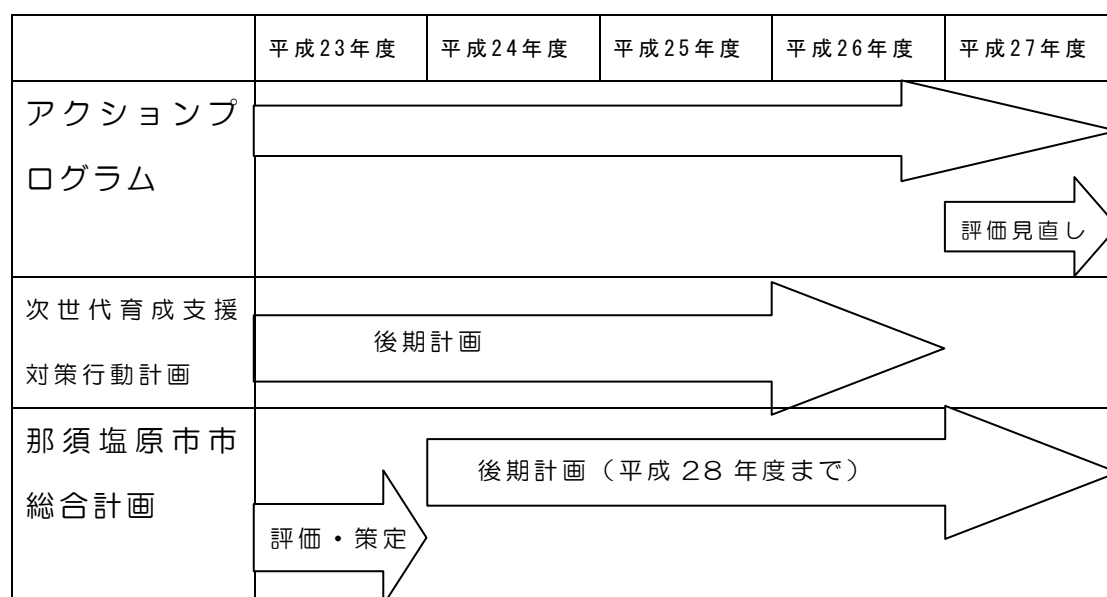 平成23年度 平成24年度 平成25年度 平成26年度 平成27年度
アクションプ
ログラム
評価見直し
次世代育成支援
対策行動計画
後期計画
那須塩原市市
総合計画
後期計画（平成 28 年度まで）
評価・策定